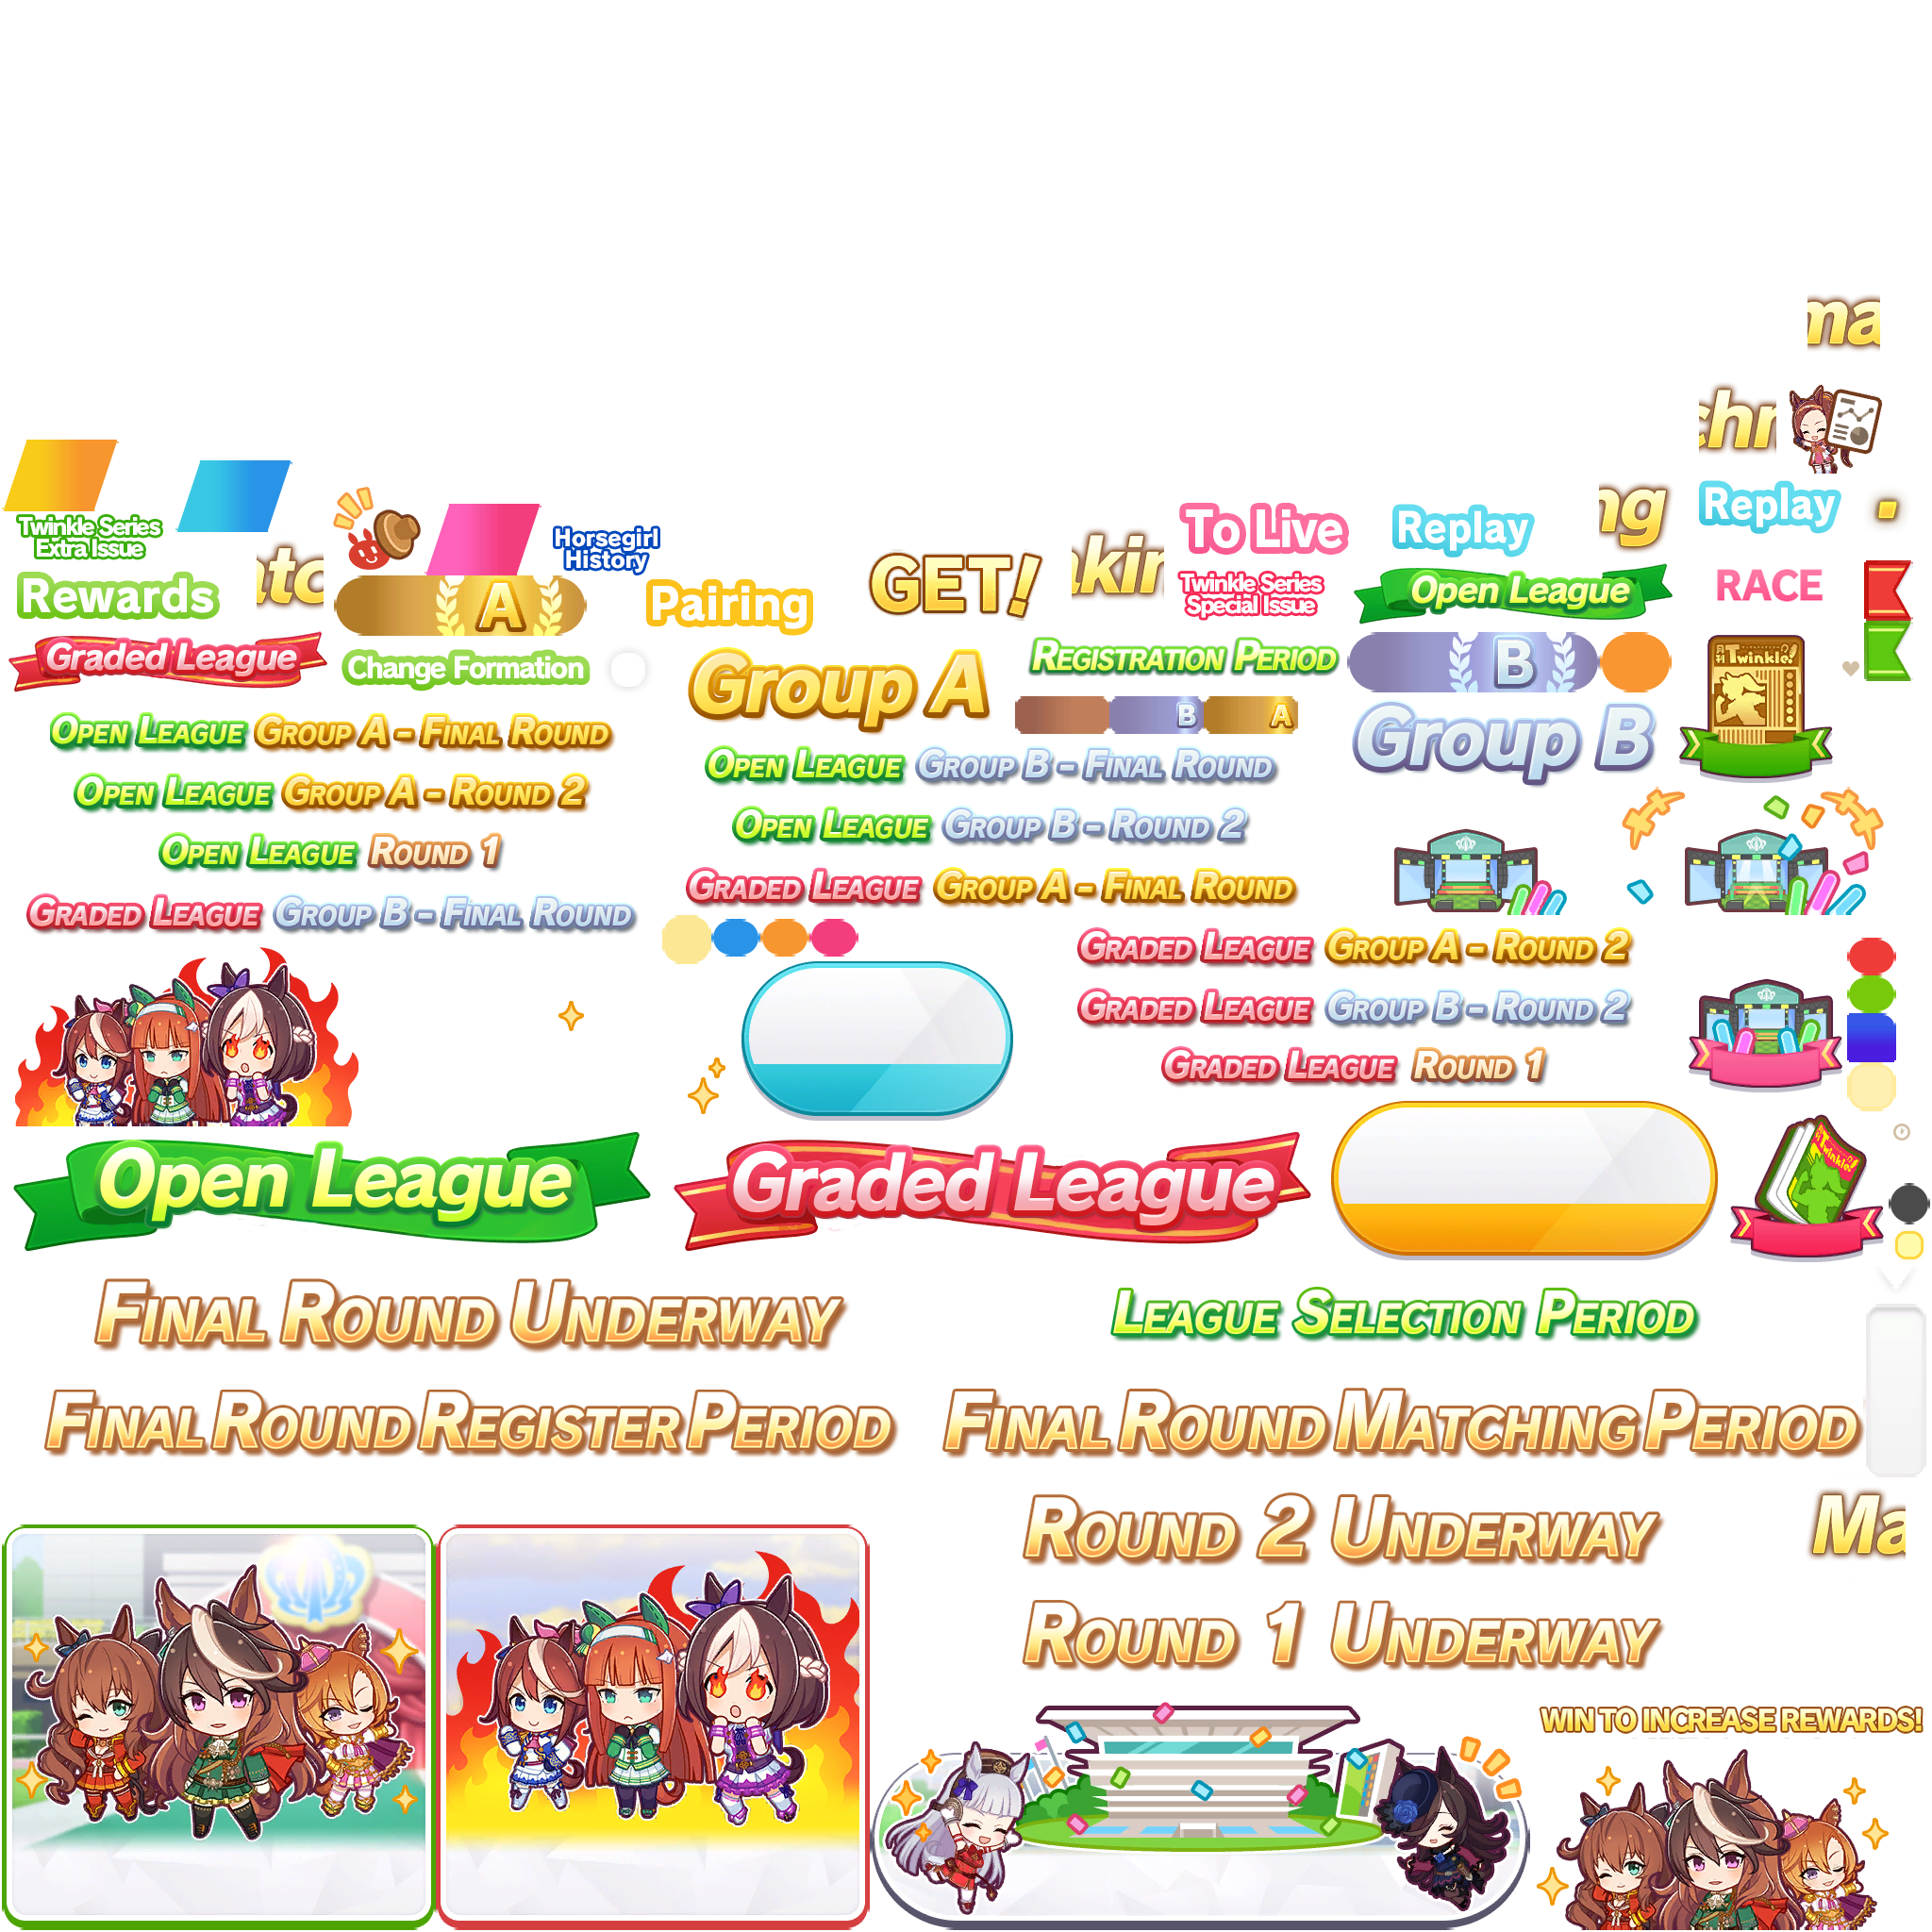 ma
chr
Twinkle Series
Extra Issue
Horsegirl
History
To Live
Replay
ng
Replay
Rewards
atc
A
Pairing
GET!
akin
Twinkle Series
Special Issue
Open League
RACE
Graded League
Change Formation
Group A
REGISTRATION PERIOD
B
Twinkle!
B
A
Group B
OPEN LEAGUE GROUP A - FINAL ROUND
OPEN LEAGUE GROUP B - FINAL ROUND
OPEN LEAGUE GROUP A - ROUND 2
OPEN LEAGUE GROUP B - ROUND 2
OPEN LEAGUE ROUND 1
GRADED LEAGUE GROUP A - FINAL ROUND
GRADED LEAGUE GROUP B - FINAL ROUND
GRADED LEAGUE GROUP A - ROUND 2
GRADED LEAGUE GROUP B - ROUND 2
GRADED LEAGUE ROUND 1
Open League
Graded League
Twinkle!
FINAL ROUND UNDERWAY
LEAGUE SELECTION PERIOD
FINAL ROUND REGISTER PERIOD
FINAL ROUND MATCHING PERIOD
ROUND 2 UNDERWAY
Ma
ROUND 1 UNDERWAY
WIN TO INCREASE REWARDS!